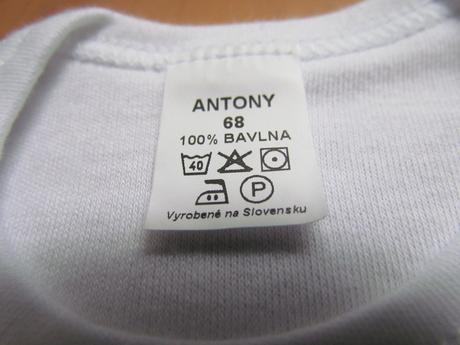 ANTONY
68
100% BAVLNA
40
P
Vyrobené na Slovensku